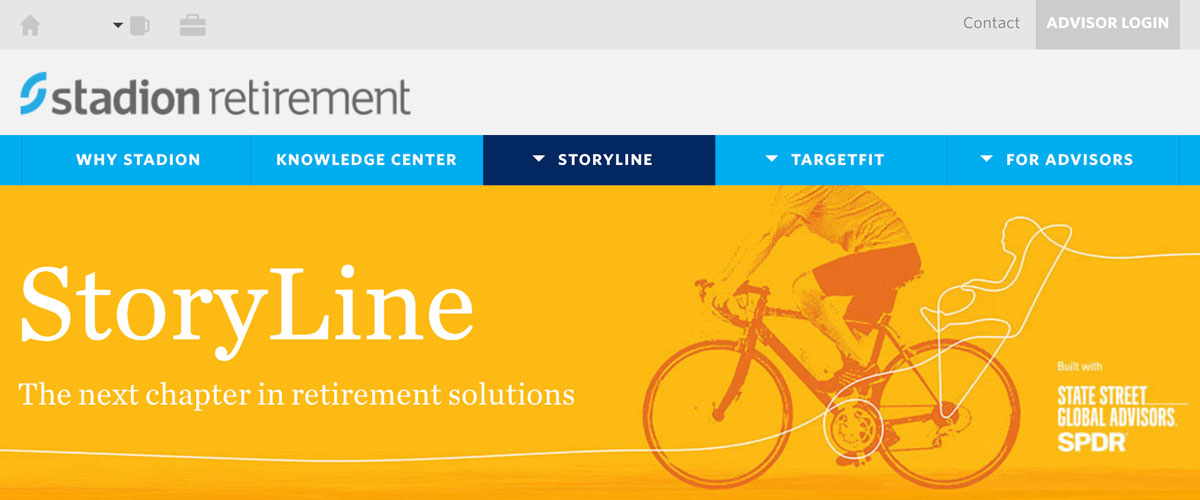 Contact
ADVISOR LOGIN
stadion retirement
WHY STADION
KNOWLEDGE CENTER
STORYLINE
TARGETFIT
FOR ADVISORS
StoryLine
The next chapter in retirement solutions
Built with
STATE STREET
GLOBAL ADVISORS
SPDR®